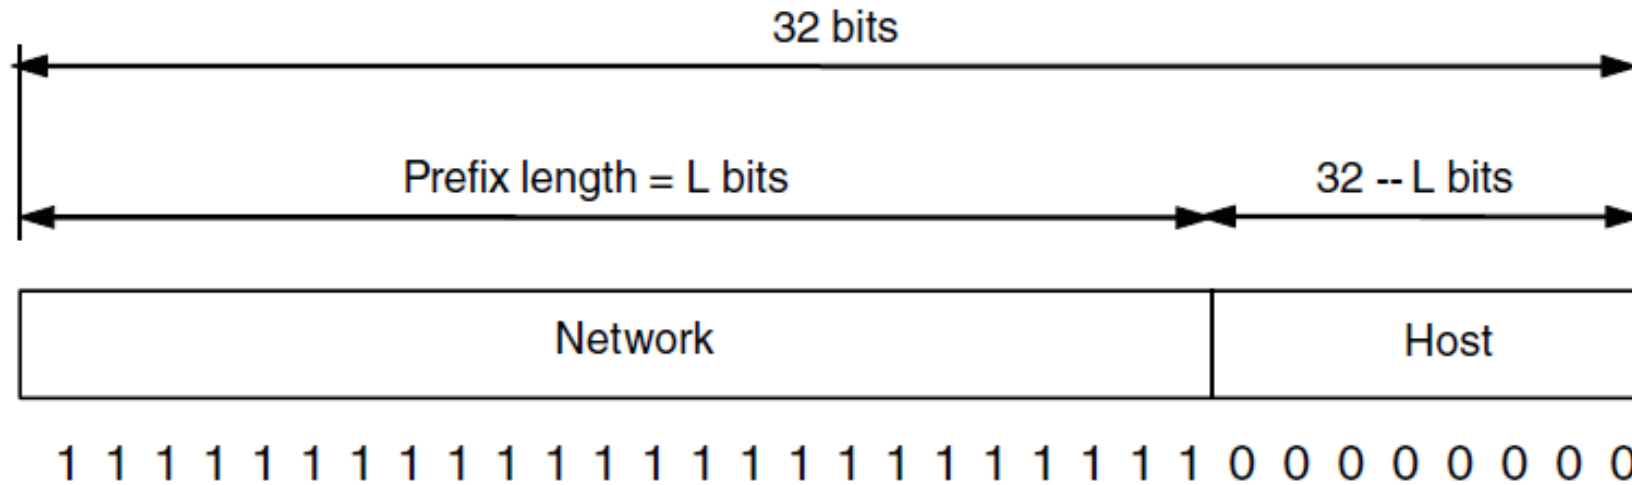 32 bits
Prefix length = L bits 32 -- L bits
Network Host
1 1 1 1 1 1 1 1 1 1 1 1 1 1 1 1 1 1 1 1 1 1 1 1 0 0 0 0 0 0 0 0